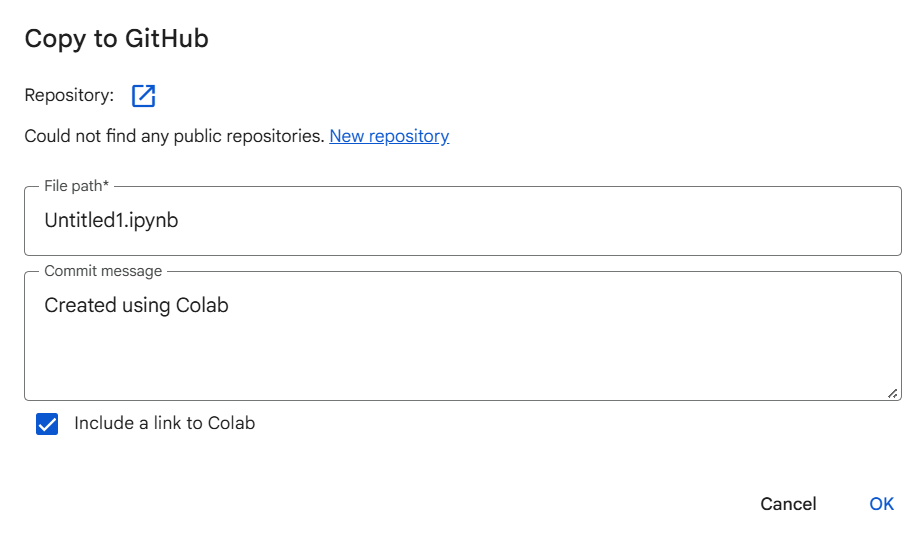 Copy to GitHub
Repository:
Could not find any public repositories. New repository
File path*
Untitled1.ipynb
Commit message
Created using Colab
Include a link to Colab
Cancel OK